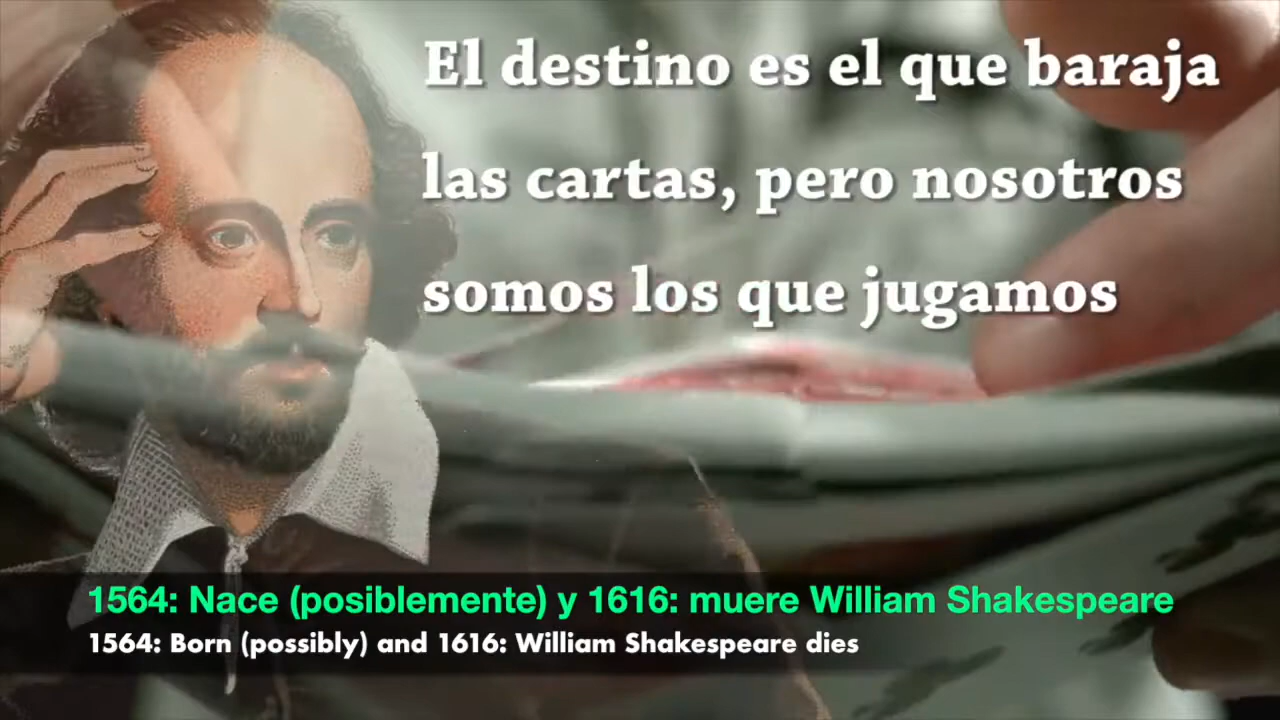 El destino es el que baraja
las cartas, pero nosotros
somos los que jugamos
1564: Nace (posiblemente) y 1616: muere William Shakespeare
1564: Born (possibly) and 1616: William Shakespeare dies